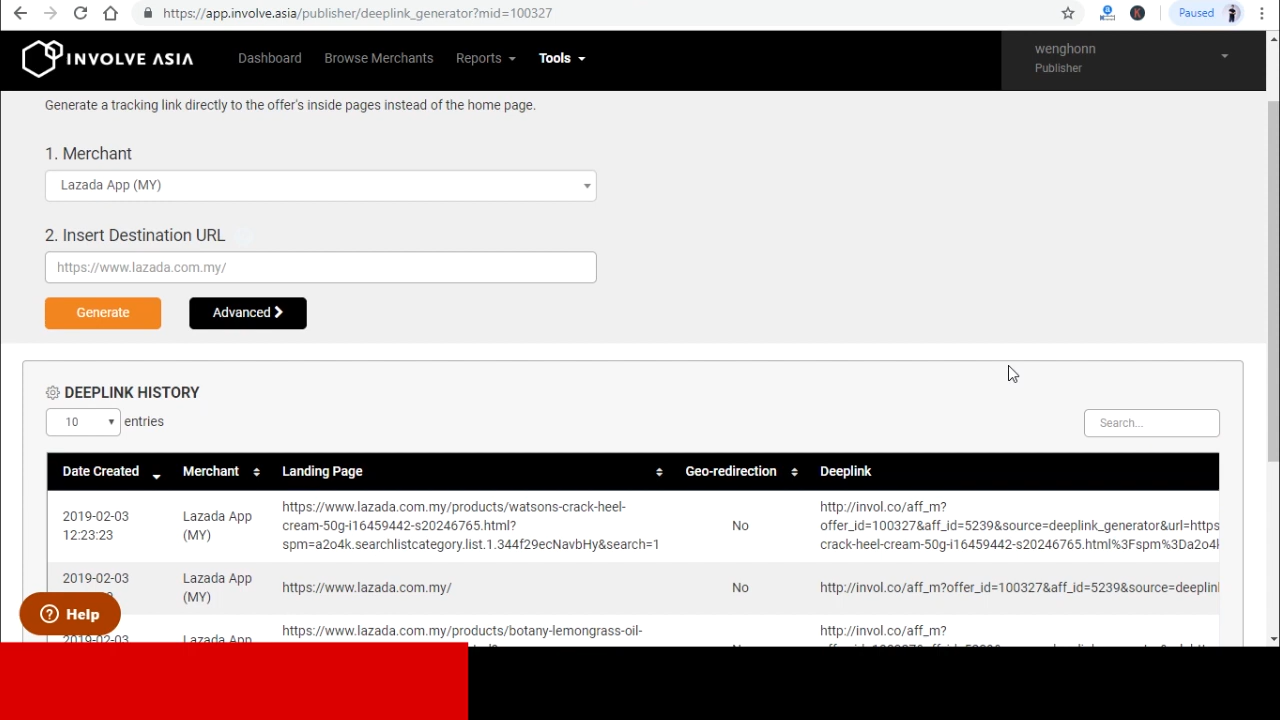 https://app.involve.asia/publisher/deeplink_generator?mid=100327
Paused
INVOLVE ASIA
Dashboard
Browse Merchants
Reports
Tools
wenghonn
Publisher
Generate a tracking link directly to the offer's inside pages instead of the home page.
1. Merchant
Lazada App (MY)
2. Insert Destination URL
https://www.lazada.com.my/
Generate
Advanced
DEEPLINK HISTORY
10 entries
Search...
Date Created Merchant Landing Page Geo-redirection Deeplink
2019-02-03
12:23:23
Lazada App
(MY)
https://www.lazada.com.my/products/watsons-crack-heel-
cream-50g-i16459442-s20246765.html?
spm=a2o4k.searchlistcategory.list.1.344f29ecNavbHy&search=1
No
http://invol.co/aff_m?
offer_id=100327&aff_id=5239&source=deeplink_generator&url=https
crack-heel-cream-50g-i16459442-s20246765.html%3Fspm%3Da2o4k
2019-02-03
Lazada App
(MY)
https://www.lazada.com.my/
No
http://invol.co/aff_m?offer_id=100327&aff_id=5239&source=deeplin
2019-02-03
Lazada App
https://www.lazada.com.my/products/botany-lemongrass-oil-
http://invol.co/aff_m?
Help